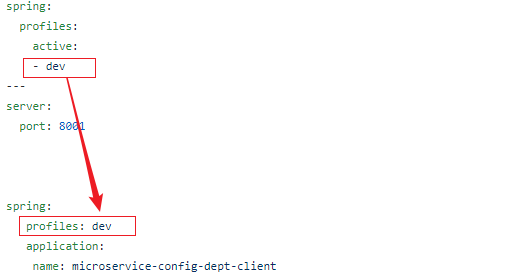 spring:
profiles:
active:
- dev
---
server:
port: 8001
spring:
profiles: dev
application:
name: microservice-config-dept-client